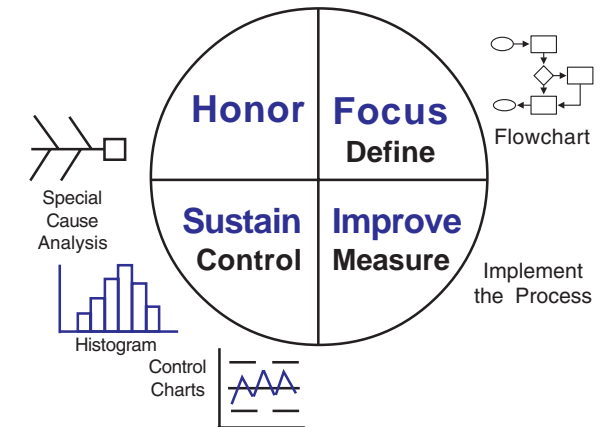 Honor
Focus
Define
Flowchart
Special
Cause
Analysis
Sustain
Control
Improve
Measure
Implement
the Process
Histogram
Control
Charts